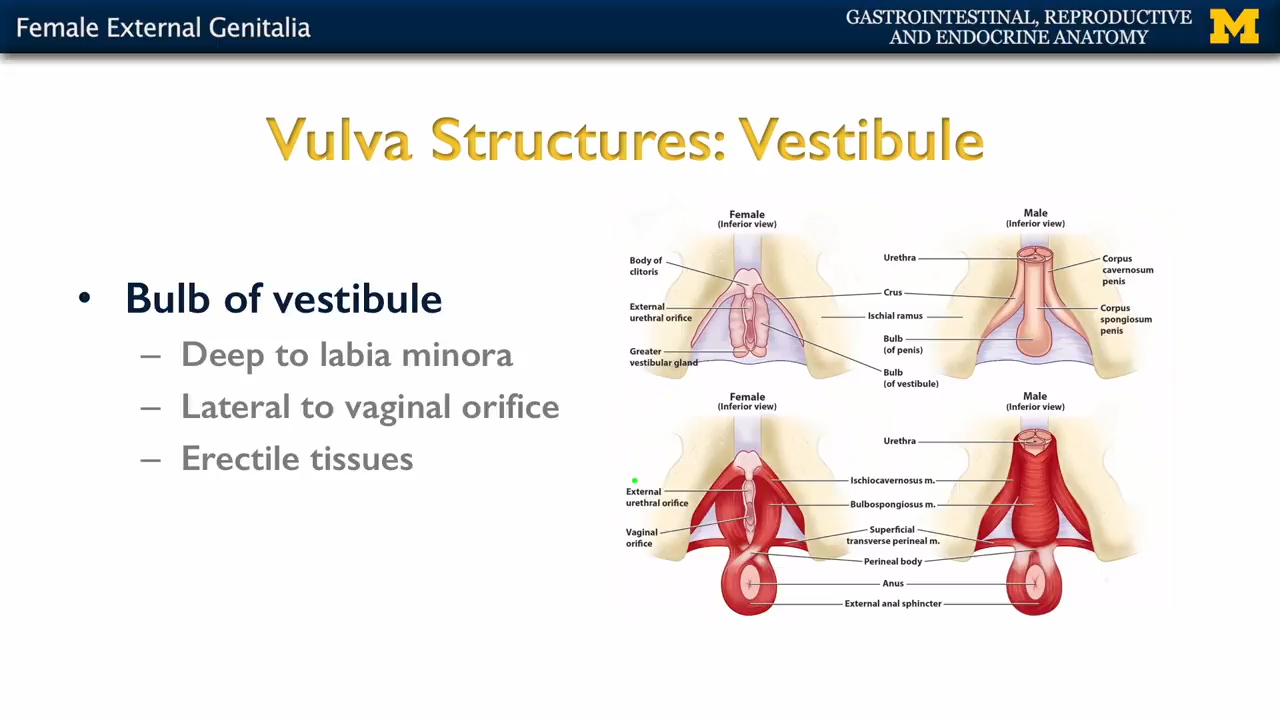 Female External Genitalia
GASTROINTESTINAL, REPRODUCTIVE
AND ENDOCRINE ANATOMY
M
Vulva Structures: Vestibule
• Bulb of vestibule
– Deep to labia minora
– Lateral to vaginal orifice
– Erectile tissues
Female
(Inferior view)
Body of
clitoris
External
urethral orifice
Greater
vestibular gland
Male
(Inferior view)
Urethra
Crus
Ischial ramus
Bulb
(of penis)
Bulb
(of vestibule)
Corpus
cavernosum
penis
Corpus
spongiosum
penis
Female
(Inferior view)
External
urethral orifice
Vaginal
orifice
Male
(Inferior view)
Urethra
Ischiocavernosus m.
Bulbospongiosus m.
Superficial
transverse perineal m.
Perineal body
Anus
External anal sphincter